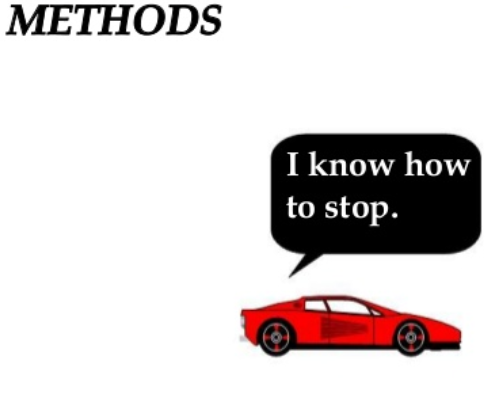 METHODS
I know how
to stop.